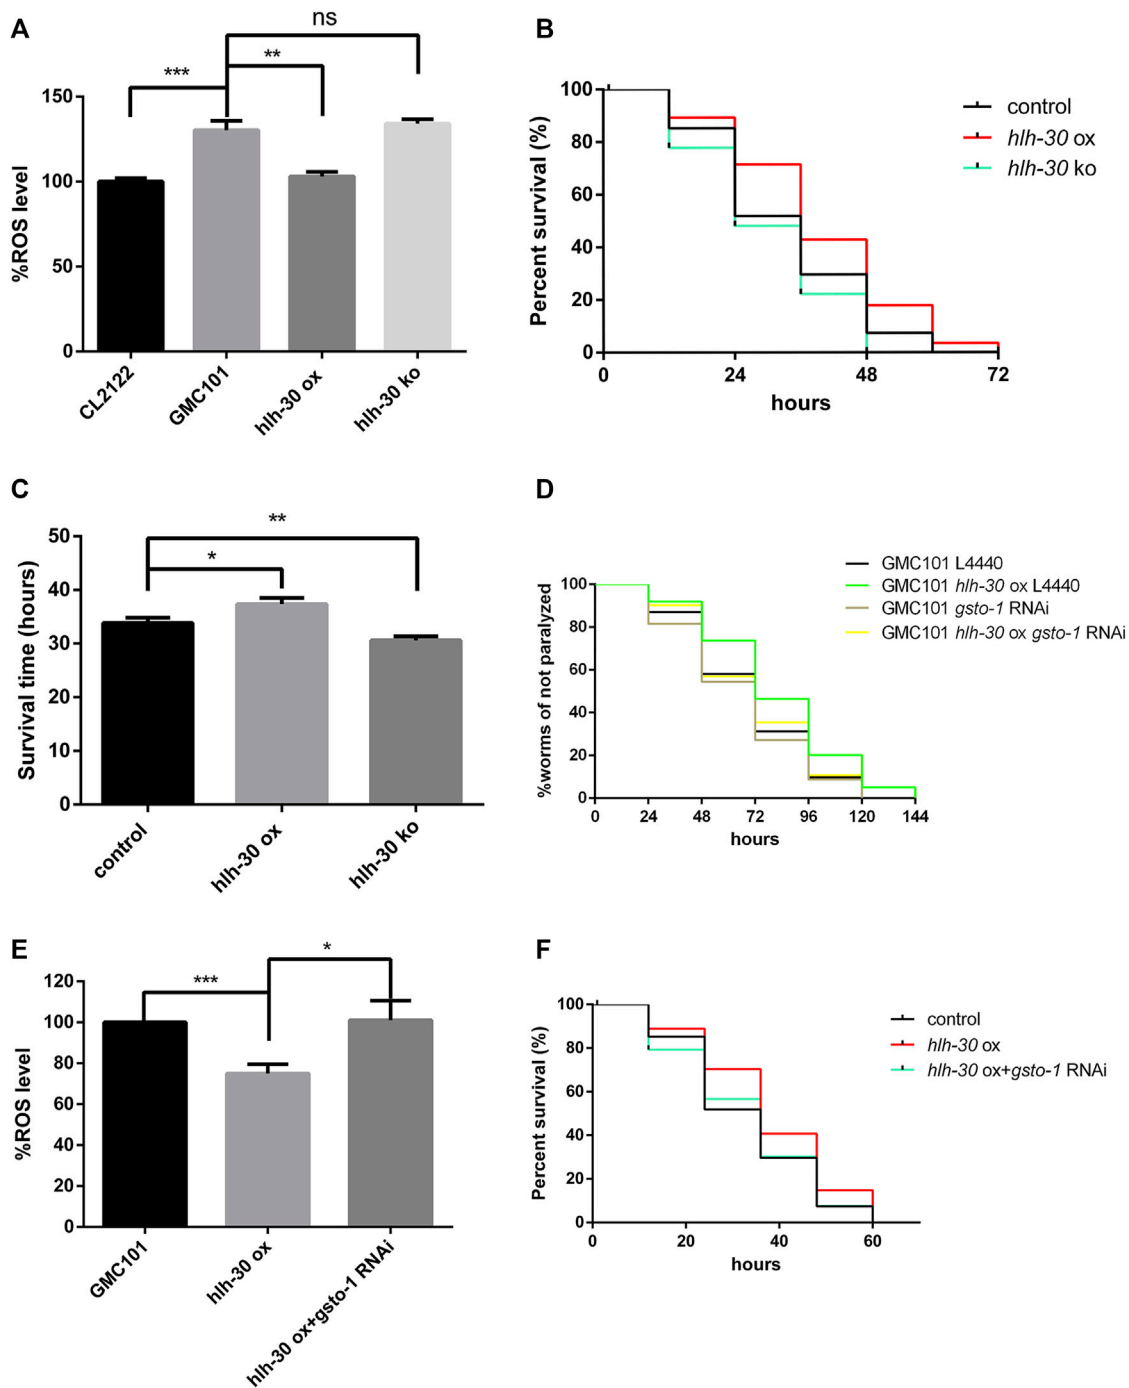 A
ns
***
**
%ROS level
150
100
50
0
CL2122
GMC101
hlh-30 ox
hlh-30 ko
B
Percent survival (%)
100
80
60
40
20
0
0
24
48
72
hours
control
hlh-30 ox
hlh-30 ko
C
**
*
Survival time (hours)
50
40
30
20
10
0
control
hlh-30 ox
hlh-30 ko
D
GMC101 L4440
GMC101 hlh-30 ox L4440
GMC101 gsto-1 RNAi
GMC101 hlh-30 ox gsto-1 RNAi
%worms of not paralyzed
100
80
60
40
20
0
0
24
48
72
96
120
144
hours
E
*
***
%ROS level
120
100
80
60
40
20
0
GMC101
hlh-30 ox
hlh-30 ox+gsto-1 RNAi
F
Percent survival (%)
100
80
60
40
20
0
0
20
40
60
hours
control
hlh-30 ox
hlh-30 ox+gsto-1 RNAi